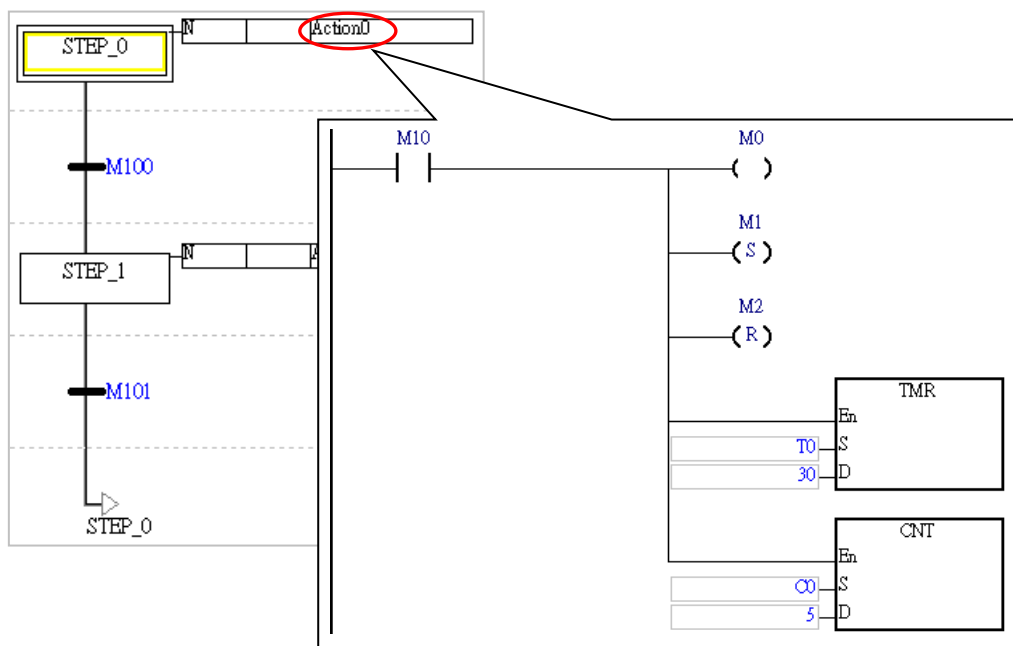 N Action0
STEP_0
M100
N
STEP_1
M101
STEP_0
M10 M0
( )
M1
( S )
M2
( R )
TMR
En
T0 S
30 D
CNT
En
C0 S
5 D